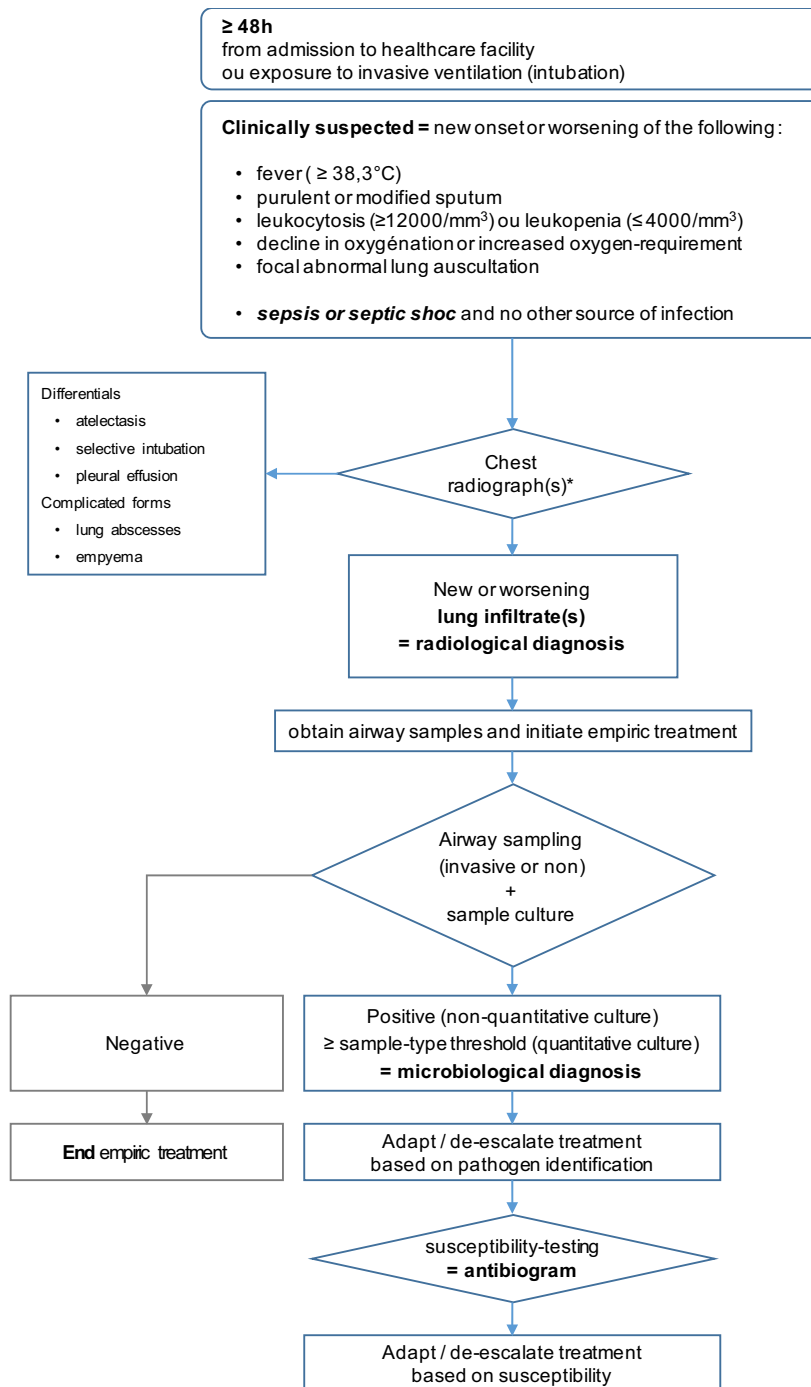 ≥ 48h
from admission to healthcare facility
ou exposure to invasive ventilation (intubation)
Clinically suspected = new onset or worsening of the following :
• fever ( ≥ 38,3°C)
• purulent or modified sputum
• leukocytosis (≥12000/mm³) ou leukopenia (≤ 4000/mm³)
• decline in oxygénation or increased oxygen-requirement
• focal abnormal lung auscultation
• sepsis or septic shoc and no other source of infection
Differentials
• atelectasis
• selective intubation
• pleural effusion
Complicated forms
• lung abscesses
• empyema
Chest
radiograph(s)*
New or worsening
lung infiltrate(s)
= radiological diagnosis
obtain airway samples and initiate empiric treatment
Airway sampling
(invasive or non)
+
sample culture
Negative
Positive (non-quantitative culture)
≥ sample-type threshold (quantitative culture)
= microbiological diagnosis
End empiric treatment
Adapt / de-escalate treatment
based on pathogen identification
susceptibility-testing
= antibiogram
Adapt / de-escalate treatment
based on susceptibility